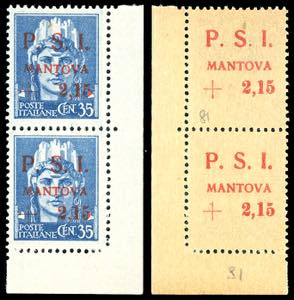 P. S. I.
MANTOVA
+ 2,15
POSTE
ITALIANE
CENT. 35
P. S. I.
MANTOVA
+ 2,15
POSTE
ITALIANE
CENT. 35
P. S. I.
MANTOVA
+ 2,15
P. S. I.
MANTOVA
+ 2,15